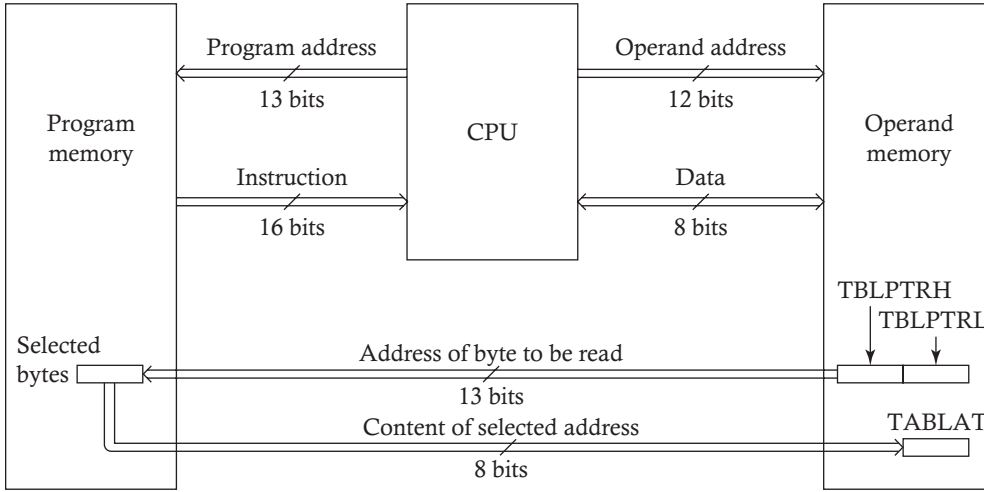 Program address
13 bits
Operand address
12 bits
Program
memory
CPU
Operand
memory
Instruction
16 bits
Data
8 bits
TBLPTRH
TBLPTRL
Selected
bytes
Address of byte to be read
13 bits
Content of selected address
8 bits
TABLAT